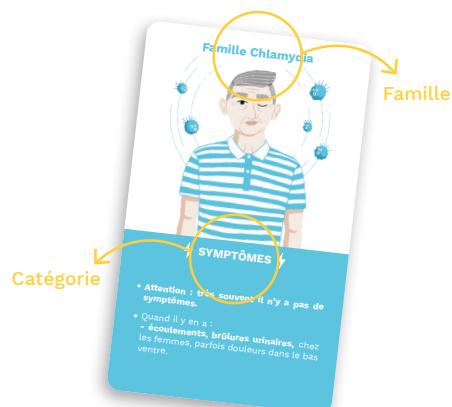 Famille Chlamydia
Famille
SYMPTÔMES
Catégorie
• Attention : très souvent il n'y a pas de
symptômes.
• Quand il y en a :
- écoulements, brûlures urinaires, chez
les femmes, parfois douleurs dans le bas
ventre.